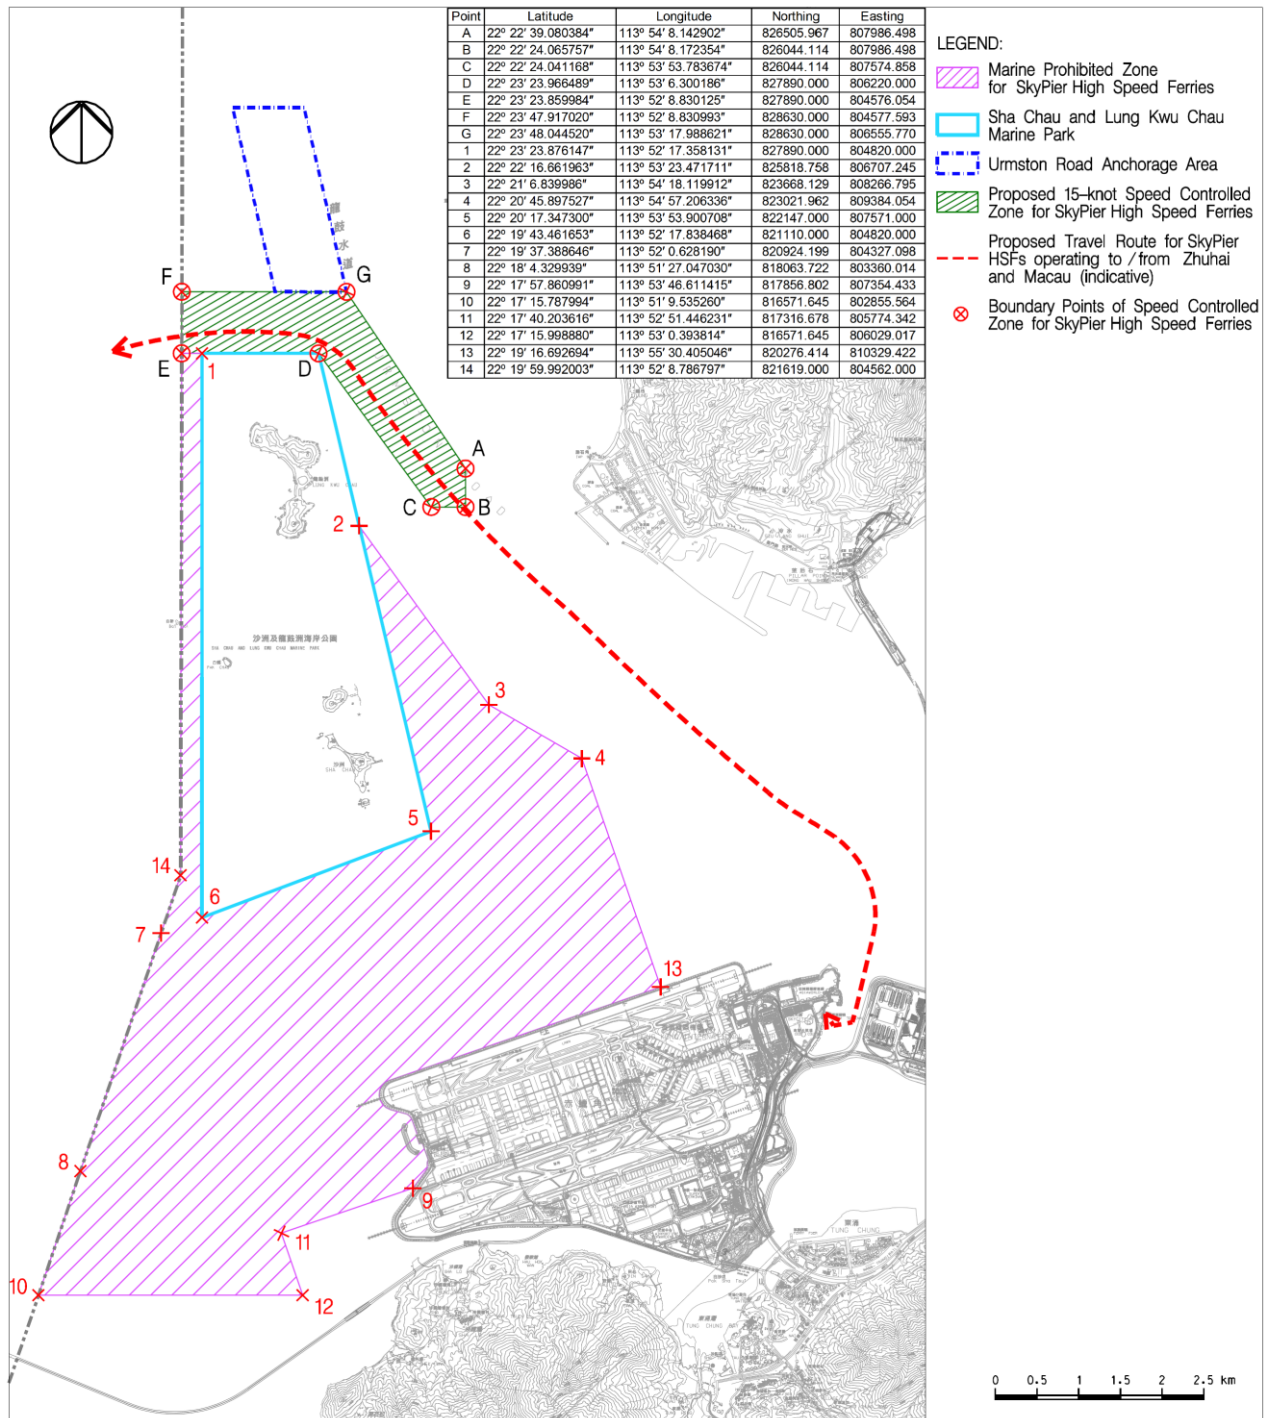 Point Latitude Longitude Northing Easting
A 22º 22′ 39.080384″ 113º 54′ 8.142902″ 826505.967 807986.498
B 22º 22′ 24.065757″ 113º 54′ 8.172354″ 826044.114 807986.498
C 22º 22′ 24.041168″ 113º 53′ 53.783674″ 826044.114 807574.858
D 22º 23′ 23.966489″ 113º 53′ 6.300186″ 827890.000 806220.000
E 22º 23′ 23.859984″ 113º 52′ 8.830125″ 827890.000 804576.054
F 22º 23′ 47.917020″ 113º 52′ 8.830993″ 828630.000 804577.593
G 22º 23′ 48.044520″ 113º 53′ 17.988621″ 828630.000 806555.770
1 22º 23′ 23.876147″ 113º 52′ 17.358131″ 827890.000 804820.000
2 22º 22′ 16.661963″ 113º 53′ 23.471711″ 825818.758 806707.245
3 22º 21′ 6.839986″ 113º 54′ 18.119912″ 823668.129 808266.795
4 22º 20′ 45.897527″ 113º 54′ 57.206336″ 823021.962 809384.054
5 22º 20′ 17.347300″ 113º 53′ 53.900708″ 822147.000 807571.000
6 22º 19′ 43.461653″ 113º 52′ 17.838468″ 821110.000 804820.000
7 22º 19′ 37.388646″ 113º 52′ 0.628190″ 820924.199 804327.098
8 22º 18′ 4.329939″ 113º 51′ 27.047030″ 818063.722 803360.014
9 22º 17′ 57.860991″ 113º 53′ 46.611415″ 817856.802 807354.433
10 22º 17′ 15.787994″ 113º 51′ 9.535260″ 816571.645 802855.564
11 22º 17′ 40.203616″ 113º 52′ 51.446231″ 817316.678 805774.342
12 22º 17′ 15.998880″ 113º 53′ 0.393814″ 816571.645 806029.017
13 22º 19′ 16.692694″ 113º 55′ 30.405046″ 820276.414 810329.422
14 22º 19′ 59.992003″ 113º 52′ 8.786797″ 821619.000 804562.000
LEGEND:
Marine Prohibited Zone
for SkyPier High Speed Ferries
Sha Chau and Lung Kwu Chau
Marine Park
Urmston Road Anchorage Area
Proposed 15–knot Speed Controlled
Zone for SkyPier High Speed Ferries
Proposed Travel Route for SkyPier
HSFs operating to /from Zhuhai
and Macau (indicative)
Boundary Points of Speed Controlled
Zone for SkyPier High Speed Ferries
龍鼓水道
F
G
E
1
D
A
C
B
2
沙洲及龍鼓洲海岸公園
SHA CHAU AND LUNG KWU CHAU MARINE PARK
3
4
SHA CHAU
5
14
6
7
13
8
9
11
10
12
TUNG CHUNG
0 0.5 1 1.5 2 2.5 km